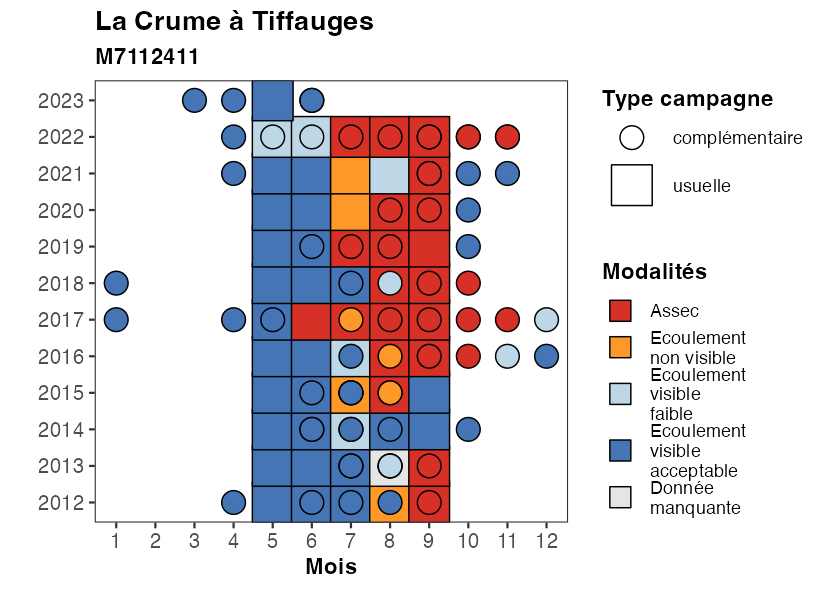 La Crume à Tiffauges
M7112411
2023
2022
2021
2020
2019
2018
2017
2016
2015
2014
2013
2012
1 2 3 4 5 6 7 8 9 10 11 12
Mois
Type campagne
complémentaire
usuelle
Modalités
Assec
Ecoulement
non visible
Ecoulement
visible
faible
Ecoulement
visible
acceptable
Donnée
manquante